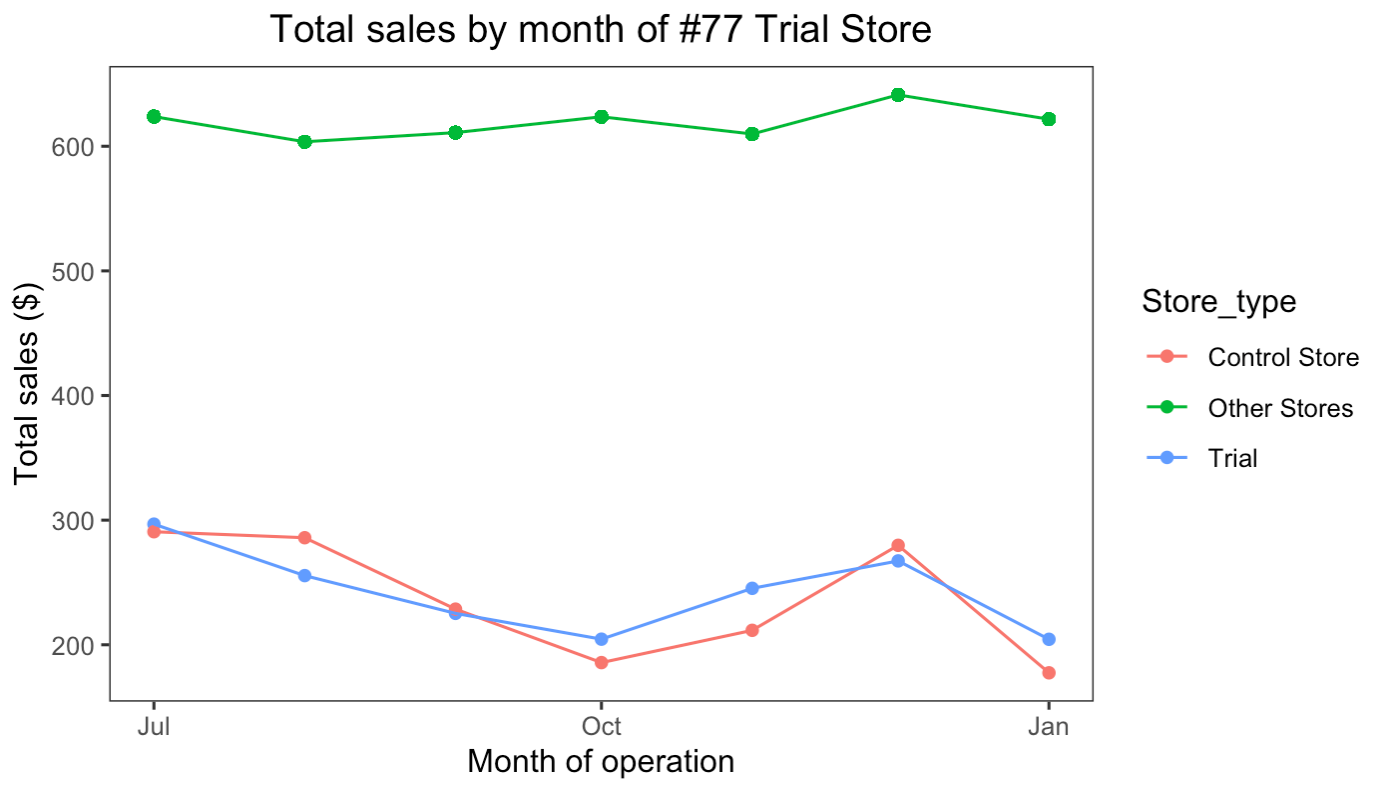 Total sales by month of #77 Trial Store
Total sales ($)
600
500
400
300
200
Jul
Oct
Jan
Month of operation
Store_type
Control Store
Other Stores
Trial